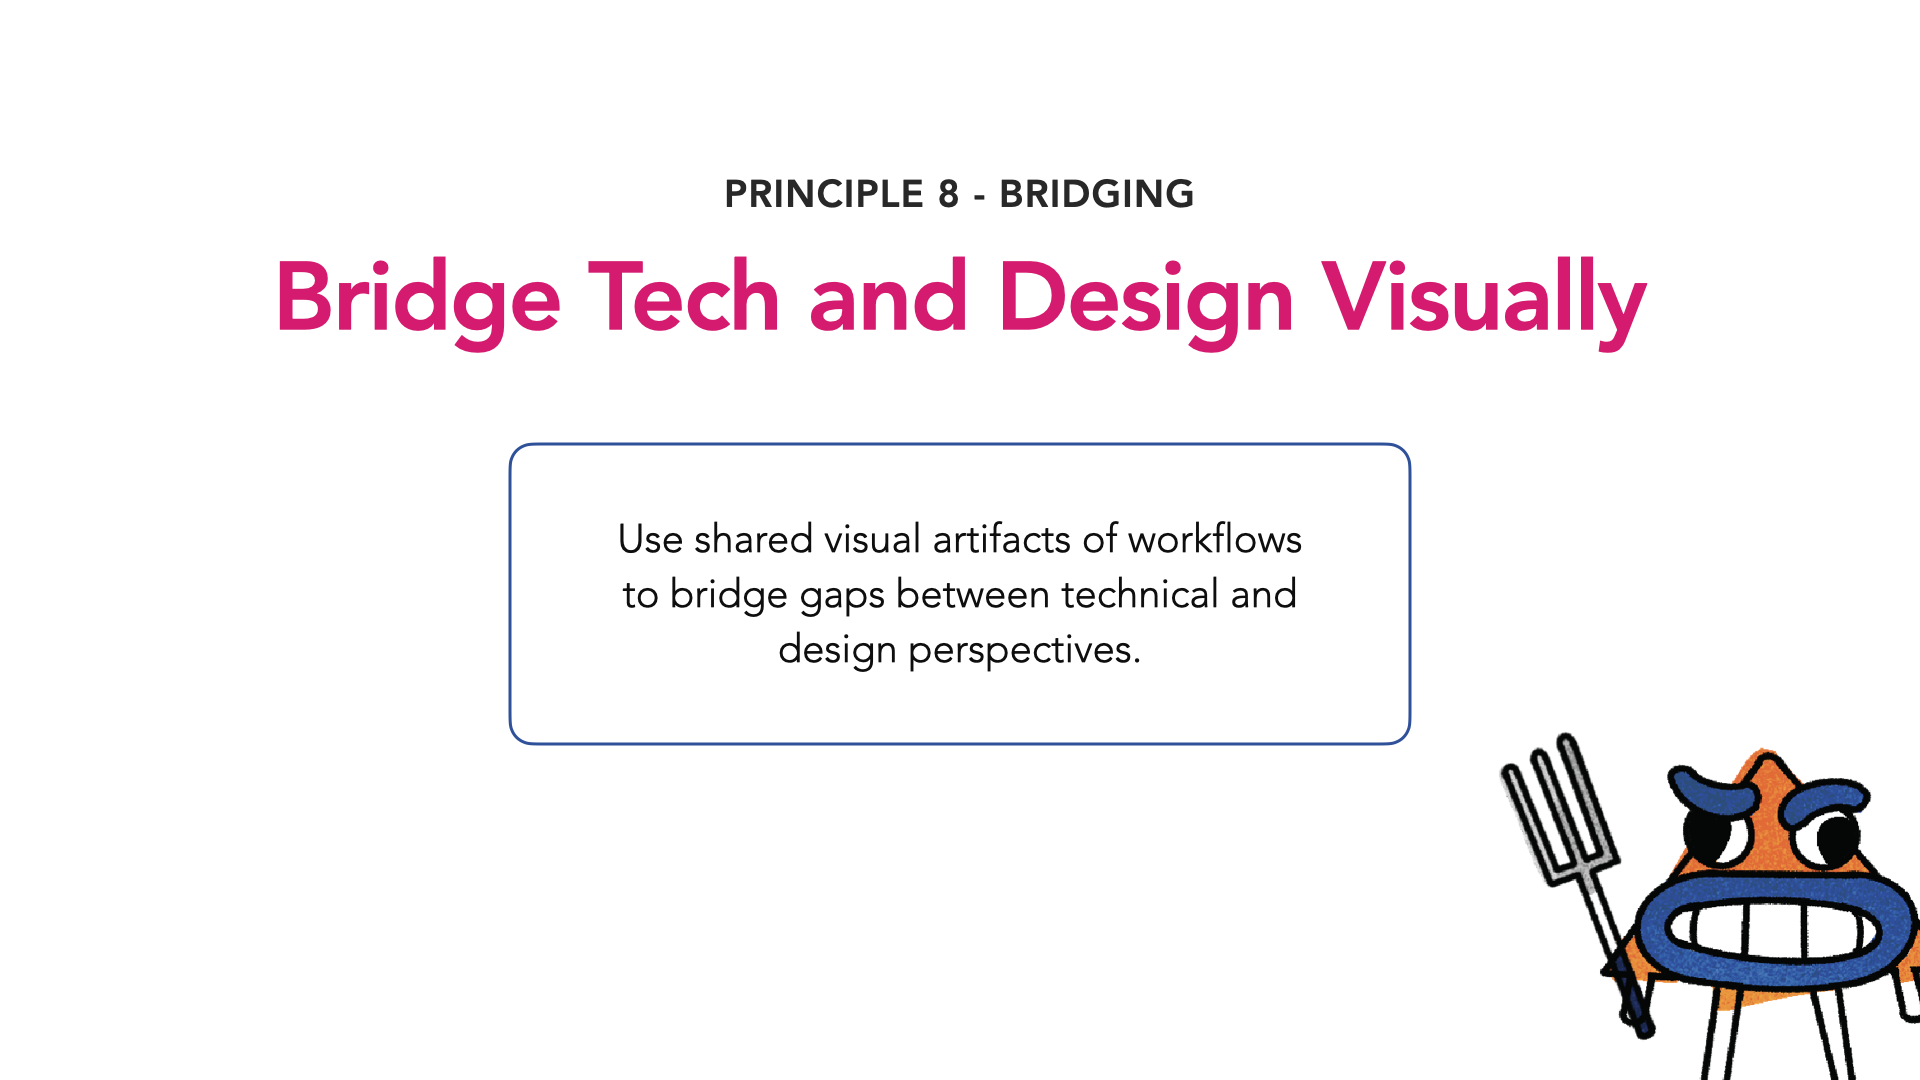 PRINCIPLE 8 - BRIDGING
Bridge Tech and Design Visually
Use shared visual artifacts of workflows
to bridge gaps between technical and
design perspectives.